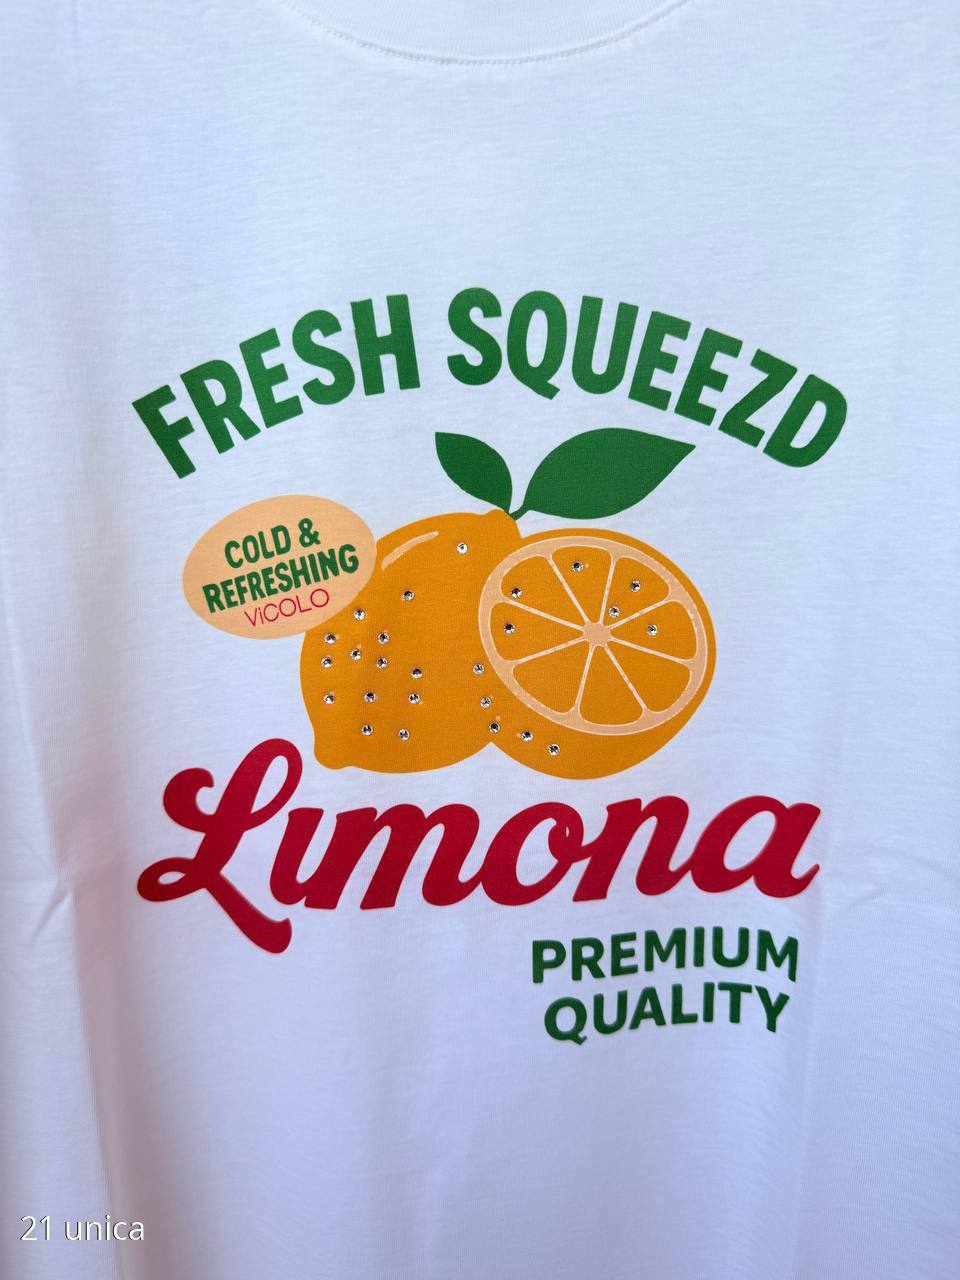 FRESH SQUEEZD
COLD &
REFRESHING
ViCOLO
Limona
PREMIUM
QUALITY
21 unica